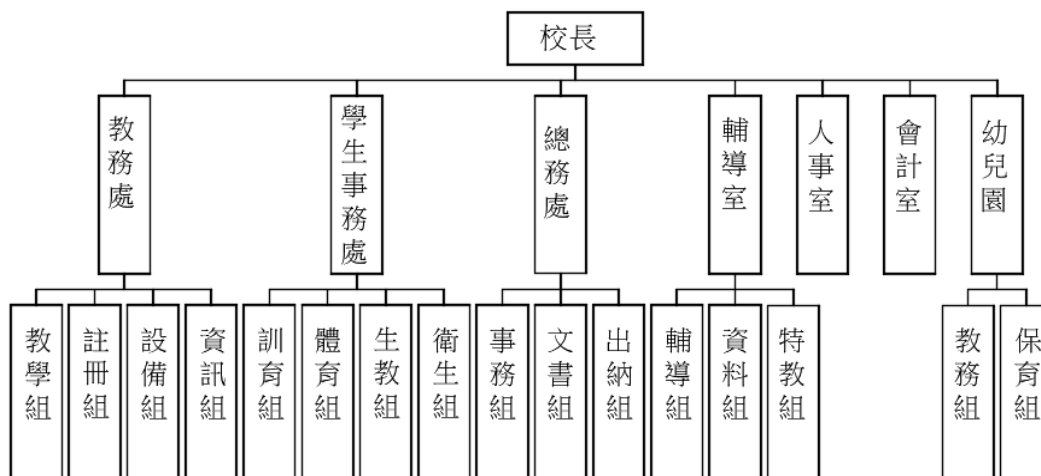 校長
教務處
學生事務處
總務處
輔導室
人事室
會計室
幼兒園
教學組
註冊組
設備組
資訊組
訓育組
體育組
生教組
衛生組
事務組
文書組
出納組
輔導組
資料組
特教組
教務組
保育組